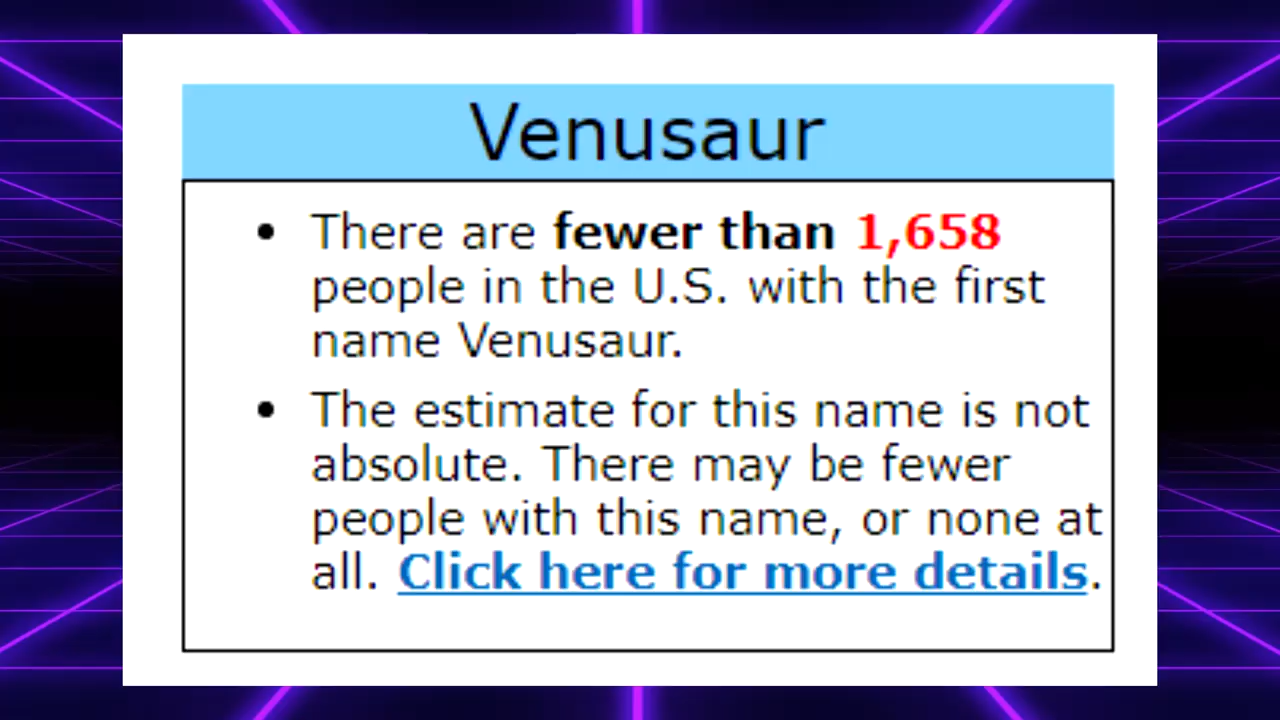 Venusaur
• There are fewer than 1,658
people in the U.S. with the first
name Venusaur.
• The estimate for this name is not
absolute. There may be fewer
people with this name, or none at
all. Click here for more details.